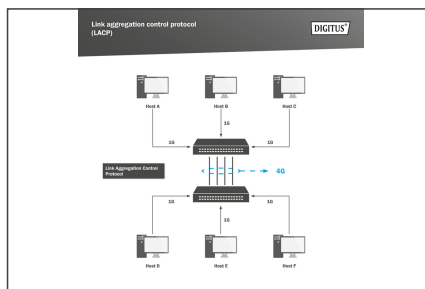 Link aggregation control protocol
(LACP)
DIGITUS®
Host A
Host B
Host C
1G
1G
1G
Link Aggregation Control
Protocol
4G
1G
1G
1G
Host D
Host E
Host F